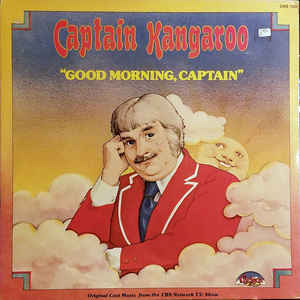 Captain Kangaroo
"GOOD MORNING, CAPTAIN"
Original Cast Music from the CBS Network TV Show